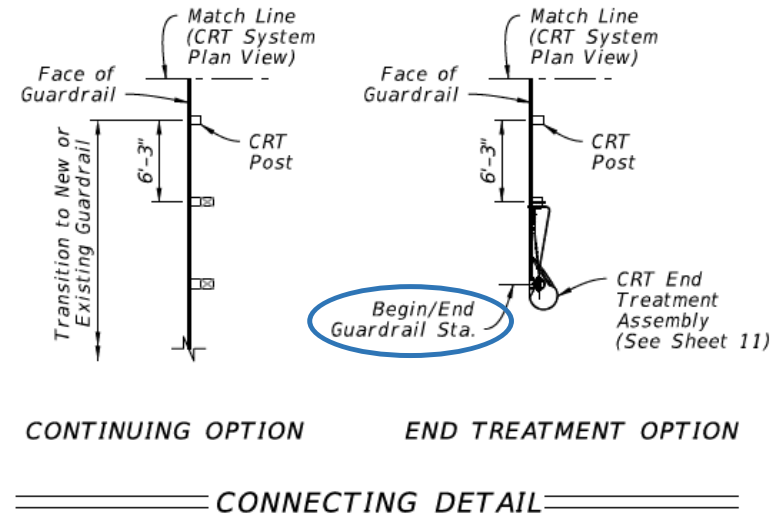 Match Line
(CRT System
Plan View)
Face of
Guardrail
CRT
Post
6'-3"
Transition to New or
Existing Guardrail
CONTINUING OPTION
Match Line
(CRT System
Plan View)
Face of
Guardrail
CRT
Post
6'-3"
Begin/End
Guardrail Sta.
CRT End
Treatment
Assembly
(See Sheet 11)
END TREATMENT OPTION
CONNECTING DETAIL